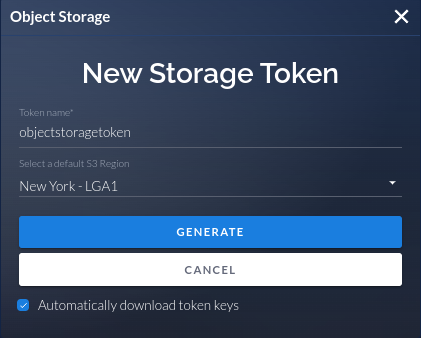 Object Storage
New Storage Token
Token name*
objectstoragetoken
Select a default S3 Region
New York - LGA1
GENERATE
CANCEL
Automatically download token keys